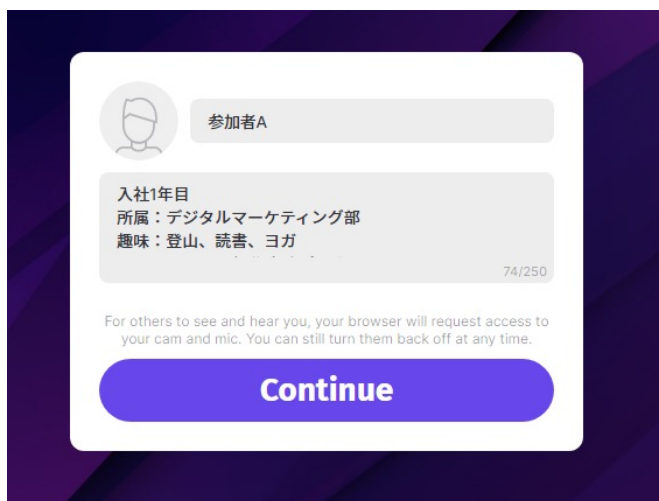 参加者A
入社1年目
所属：デジタルマーケティング部
趣味：登山、読書、ヨガ
74/250
For others to see and hear you, your browser will request access to
your cam and mic. You can still turn them back off at any time.
Continue